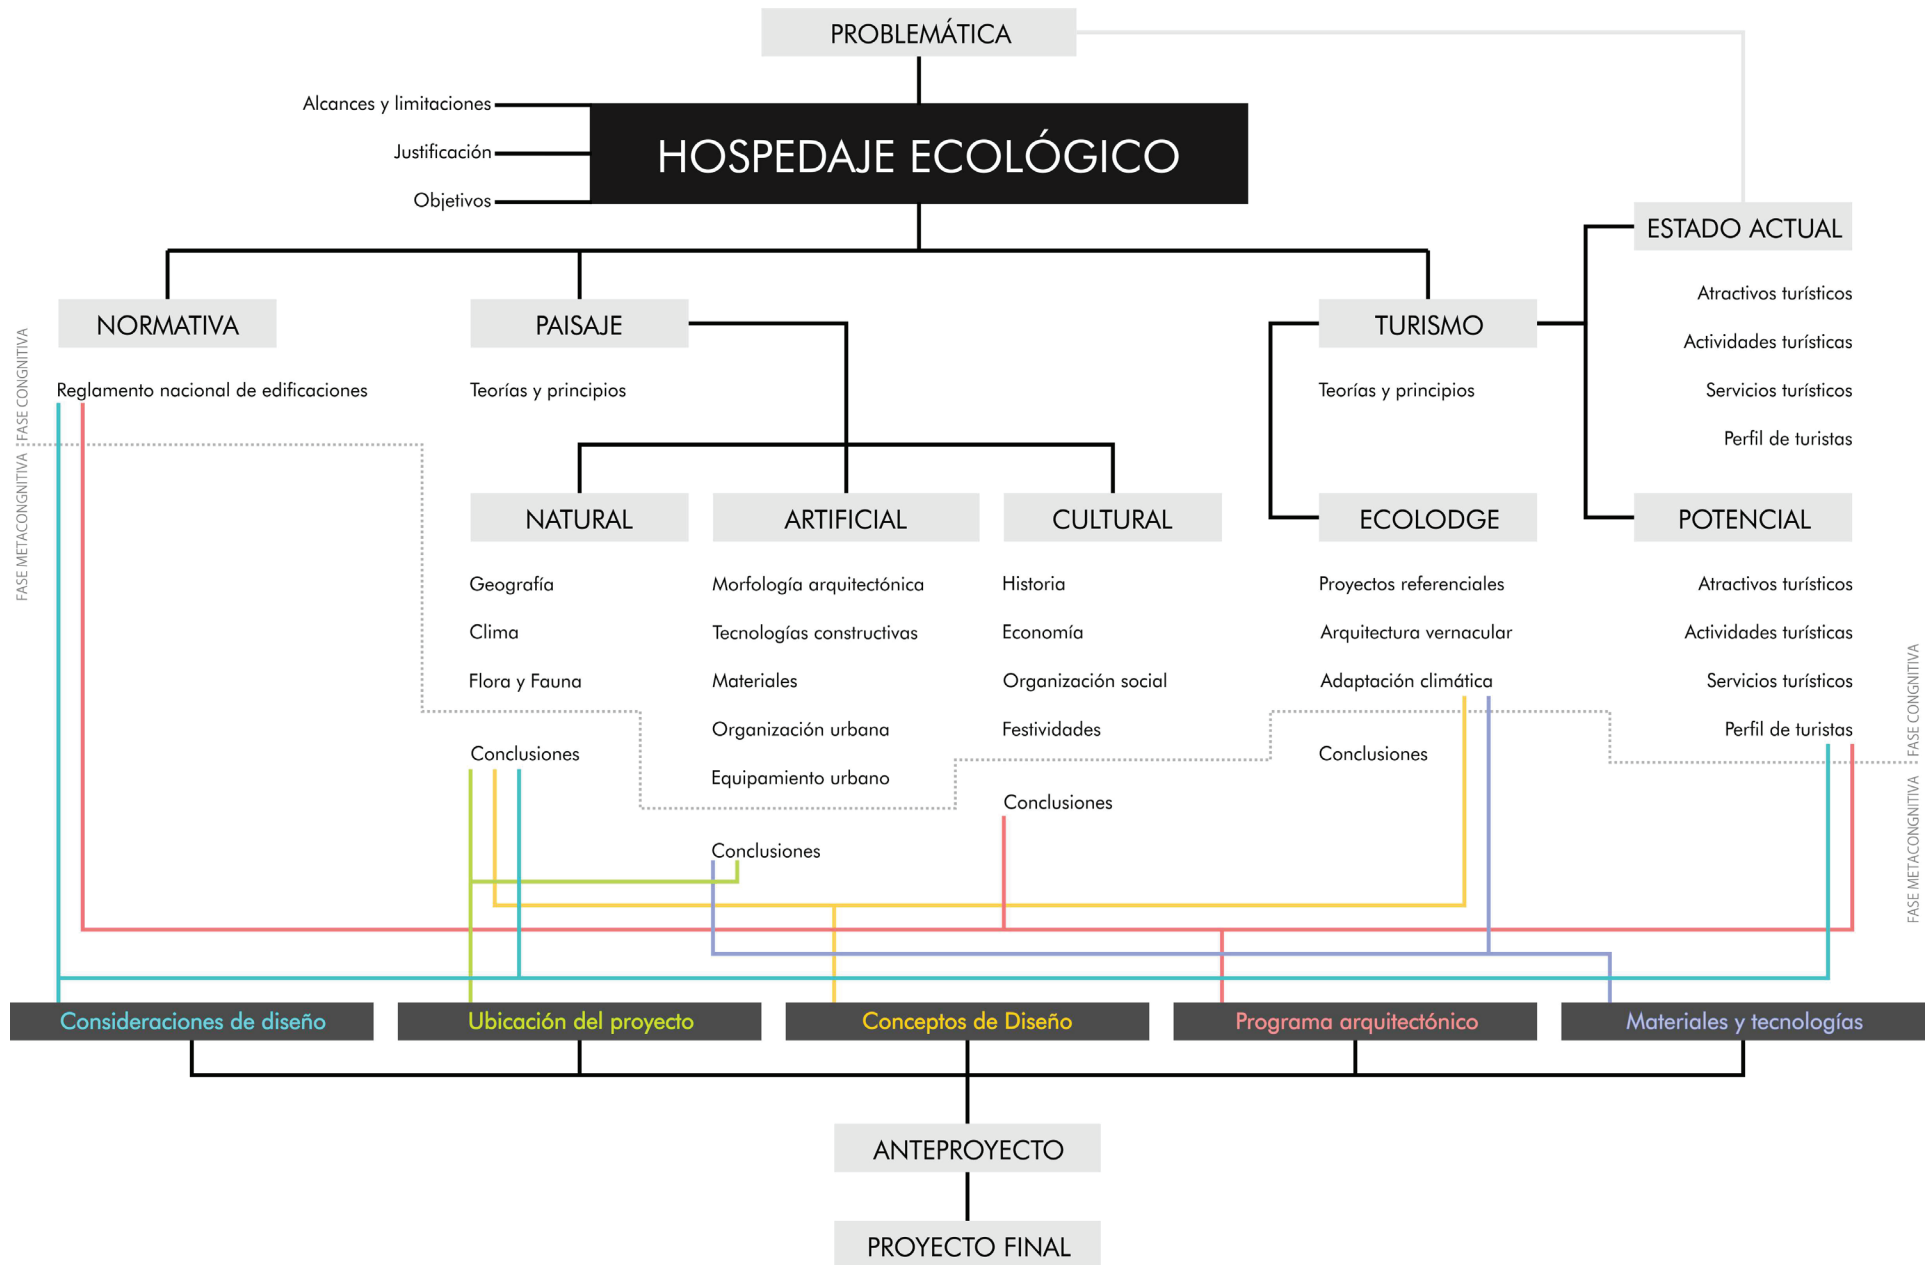 PROBLEMÁTICA
Alcances y limitaciones
Justificación
Objetivos
HOSPEDAJE ECOLÓGICO
ESTADO ACTUAL
Atractivos turísticos
Actividades turísticas
Servicios turísticos
Perfil de turistas
NORMATIVA
Reglamento nacional de edificaciones
PAISAJE
Teorías y principios
TURISMO
Teorías y principios
FASE CONGNITIVA
FASE METACONGNITIVA
NATURAL
Geografía
Clima
Flora y Fauna
Conclusiones
ARTIFICIAL
Morfología arquitectónica
Tecnologías constructivas
Materiales
Organización urbana
Equipamiento urbano
Conclusiones
CULTURAL
Historia
Economía
Organización social
Festividades
Conclusiones
ECOLODGE
Proyectos referenciales
Arquitectura vernacular
Adaptación climática
Conclusiones
POTENCIAL
Atractivos turísticos
Actividades turísticas
Servicios turísticos
Perfil de turistas
FASE CONGNITIVA
FASE METACONGNITIVA
Consideraciones de diseño
Ubicación del proyecto
Conceptos de Diseño
Programa arquitectónico
Materiales y tecnologías
ANTEPROYECTO
PROYECTO FINAL